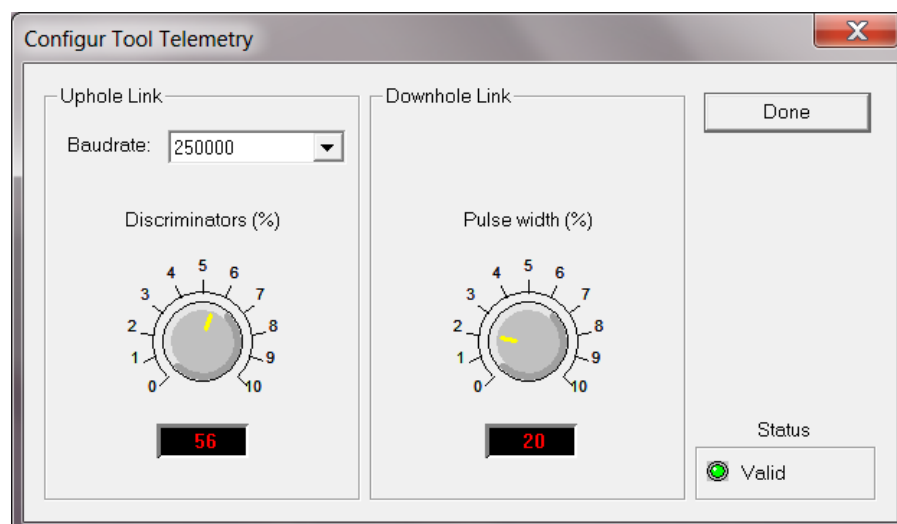 Configur Tool Telemetry
X
Uphole Link
Baudrate: 250000
Discriminators (%)
0 1 2 3 4 5 6 7 8 9 10
56
Downhole Link
Pulse width (%)
0 1 2 3 4 5 6 7 8 9 10
20
Done
Status
Valid